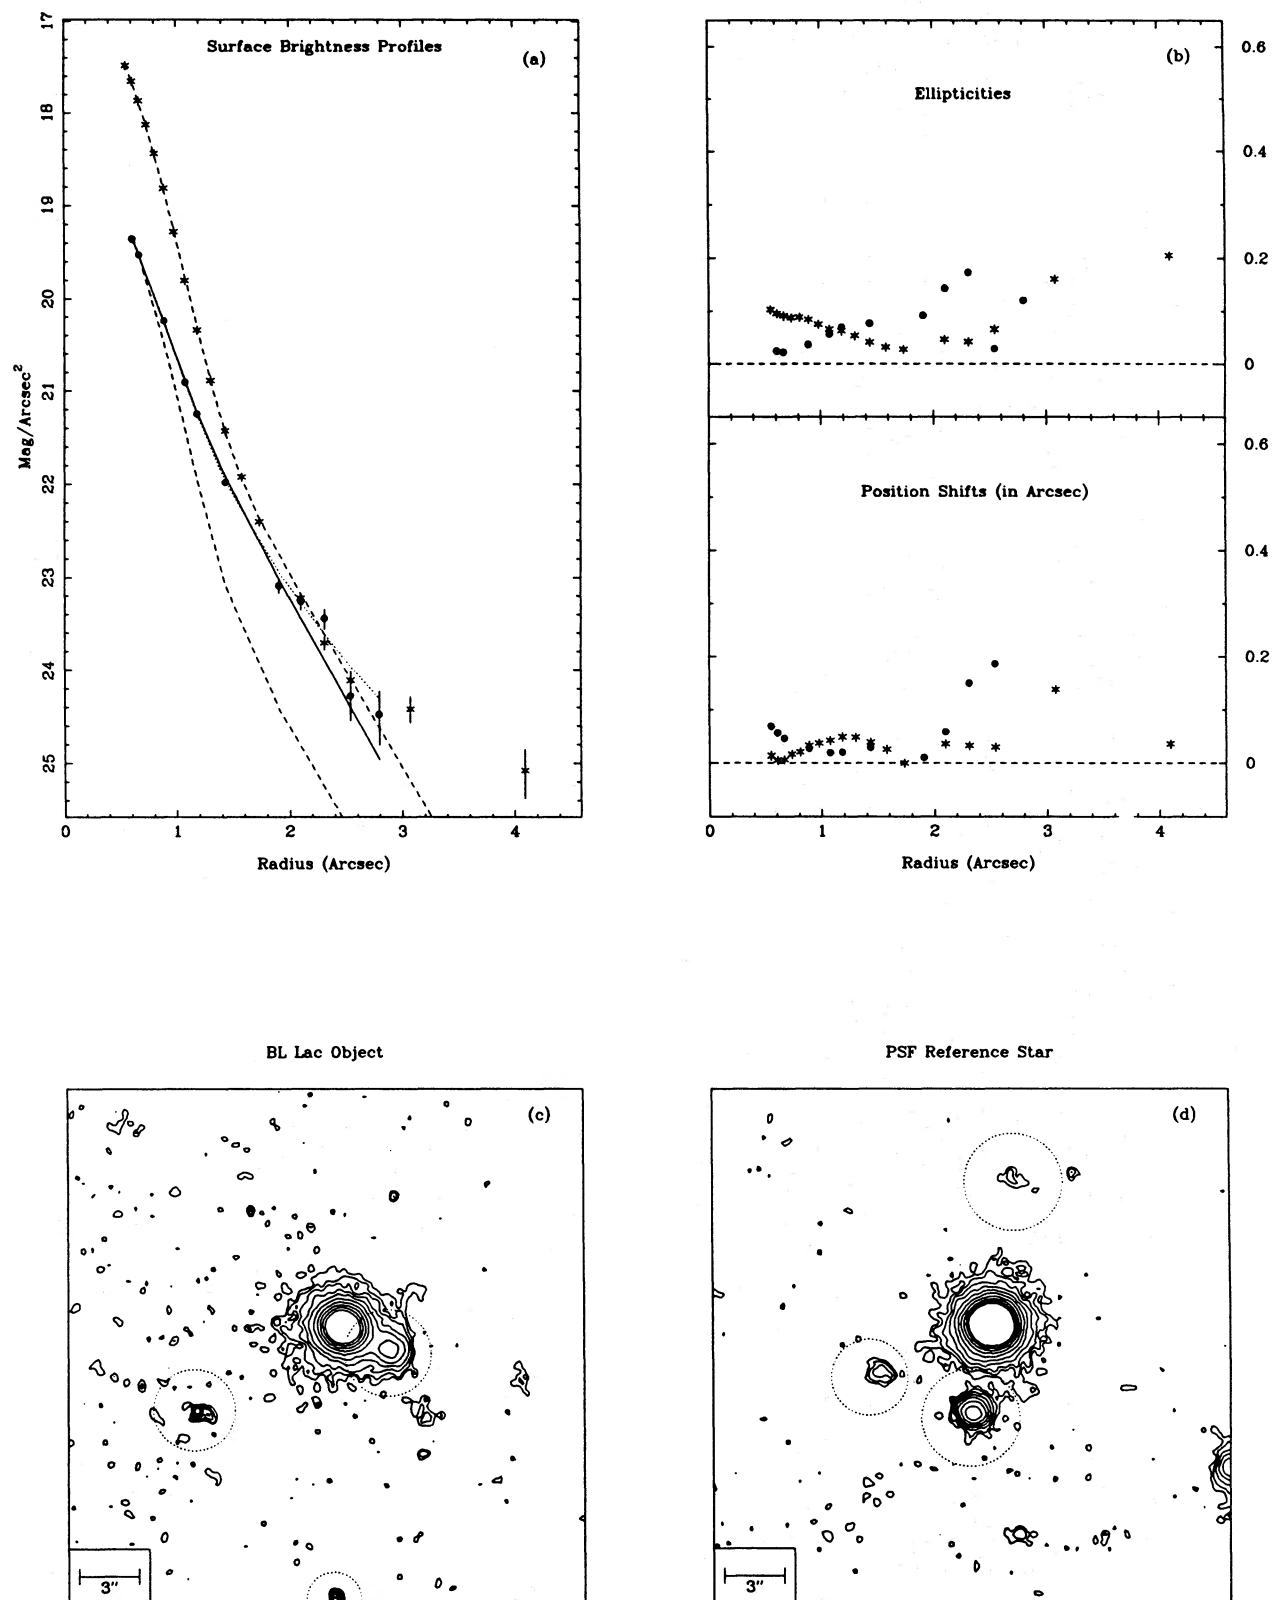 Surface Brightness Profiles
(a)
17
18
19
20
21
22
23
24
25
Mag/Arcsec²
0 1 2 3 4
Radius (Arcsec)
(b)
Ellipticities
0.6
0.4
0.2
0
Position Shifts (in Arcsec)
0.6
0.4
0.2
0
0 1 2 3 4
Radius (Arcsec)
BL Lac Object
(c)
3"
PSF Reference Star
(d)
3"